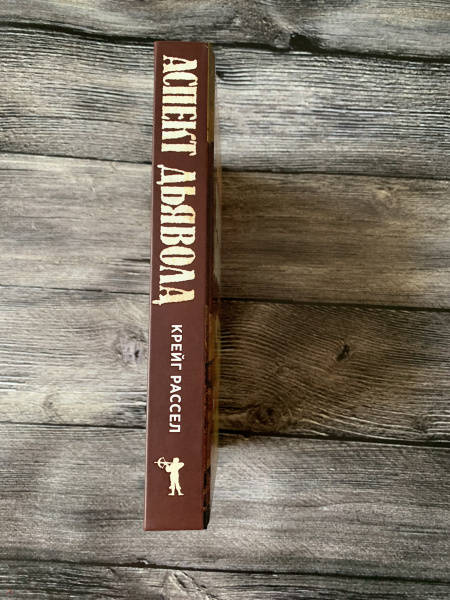 АСПЕКТ ДЬЯВОЛА
КРЕЙГ РАССЕЛ